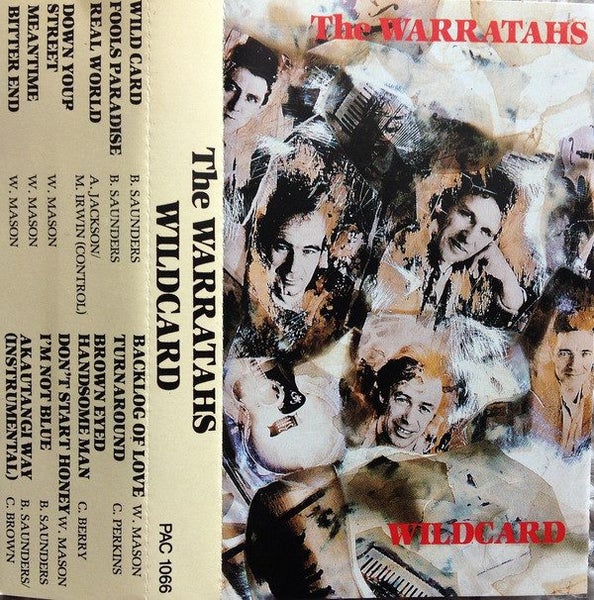 The WARRATAHS
WILDCARD
The WARRATAHS
WILDCARD
PAC 1066
WILD CARD B. SAUNDERS
FOOLS PARADISE B. SAUNDERS
REAL WORLD A. JACKSON/
M. IRWIN (CONTROL)
DOWN YOUP
STREET W. MASON
MEANTIME W. MASON
BITTER END W. MASON
BACKLOG OF LOVE W. MASON
TURNAROUND C. PERKINS
BROWN EYED
HANDSOME MAN C. BERRY
DON'T START HONEY W. MASON
I'M NOT BLUE B. SAUNDERS
AKAUTANGI WAY B. SAUNDERS/
(INSTRUMENTAL) C. BROWN